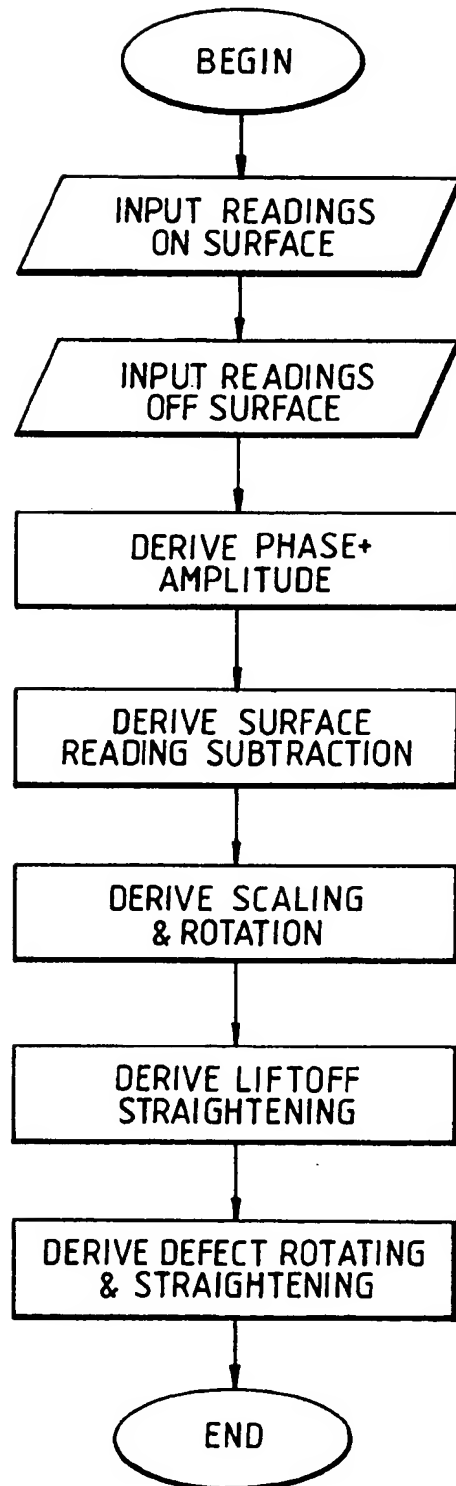 BEGIN
INPUT READINGS
ON SURFACE
INPUT READINGS
OFF SURFACE
DERIVE PHASE+
AMPLITUDE
DERIVE SURFACE
READING SUBTRACTION
DERIVE SCALING
& ROTATION
DERIVE LIFTOFF
STRAIGHTENING
DERIVE DEFECT ROTATING
& STRAIGHTENING
END